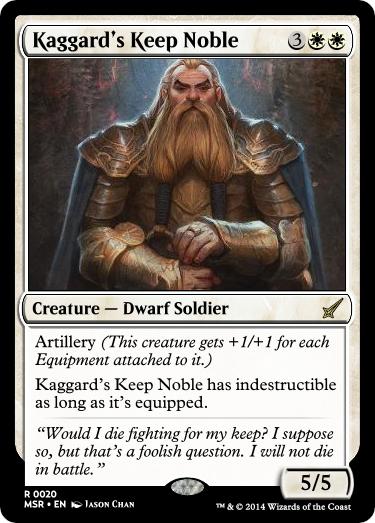 Kaggard's Keep Noble 3
Creature — Dwarf Soldier
Artillery (This creature gets +1/+1 for each
Equipment attached to it.)
Kaggard's Keep Noble has indestructible
as long as it's equipped.
"Would I die fighting for my keep? I suppose
so, but that's a foolish question. I will not die
in battle."
5/5
R 0020
MSR • EN Jason Chan
™ & © 2014 Wizards of the Coast